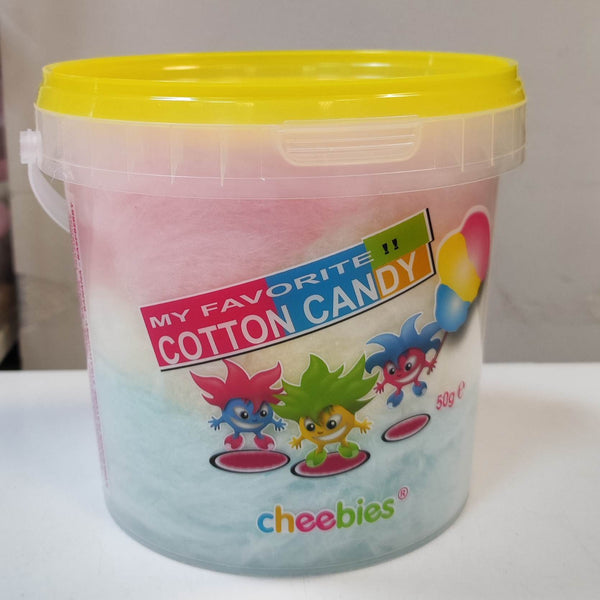 MY FAVORITE !!
COTTON CANDY
50g e
cheebies®